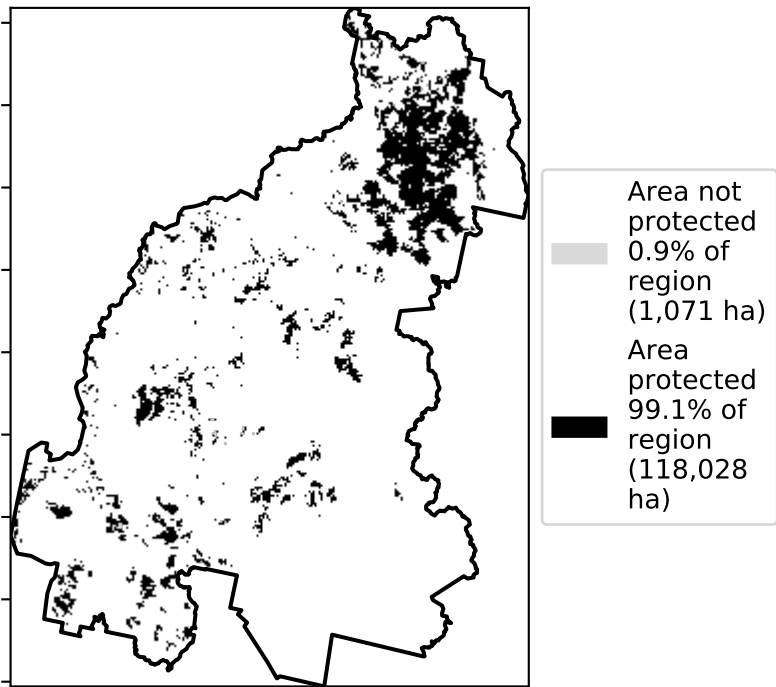 Area not
protected
0.9% of
region
(1,071 ha)
Area
protected
99.1% of
region
(118,028
ha)